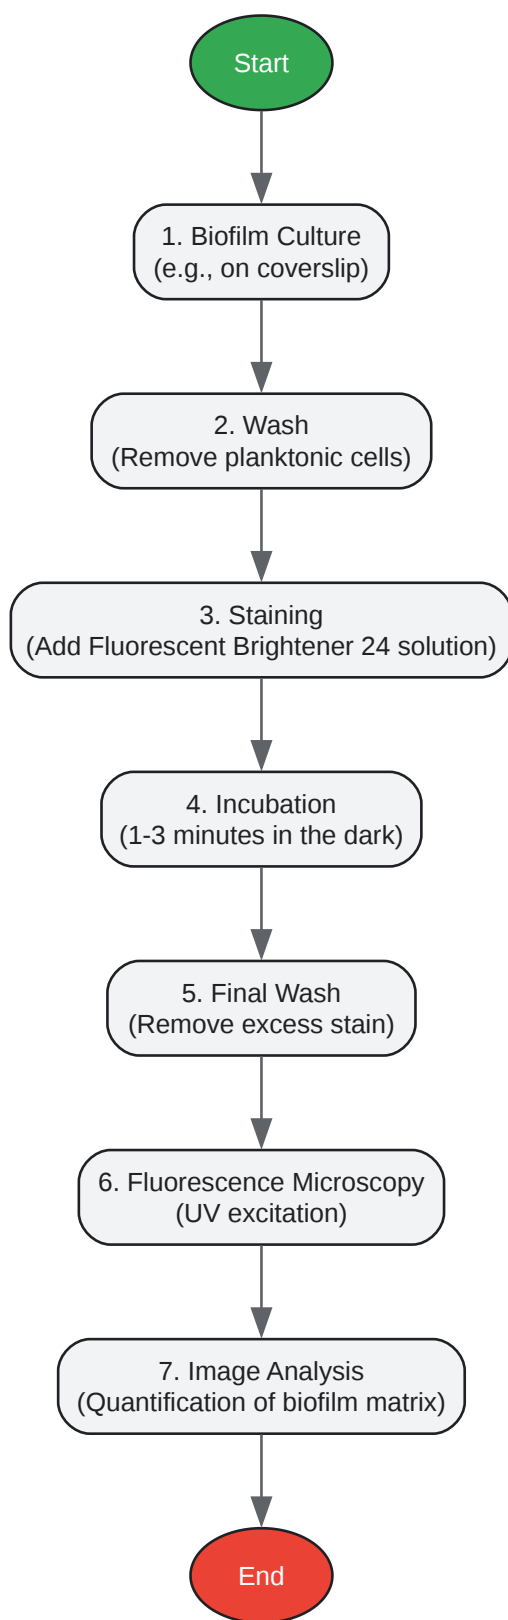 Start
1. Biofilm Culture
(e.g., on coverslip)
2. Wash
(Remove planktonic cells)
3. Staining
(Add Fluorescent Brightener 24 solution)
4. Incubation
(1-3 minutes in the dark)
5. Final Wash
(Remove excess stain)
6. Fluorescence Microscopy
(UV excitation)
7. Image Analysis
(Quantification of biofilm matrix)
End